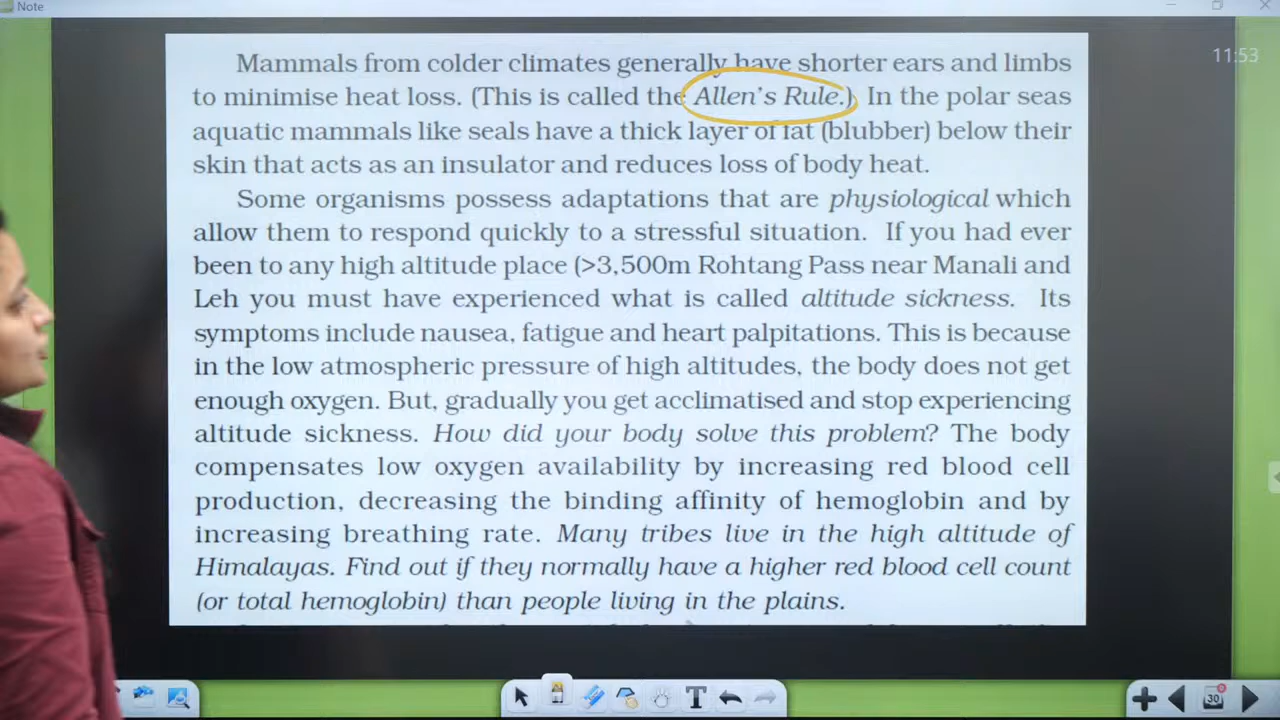 Note
11:53
Mammals from colder climates generally have shorter ears and limbs
to minimise heat loss. (This is called the Allen's Rule.) In the polar seas
aquatic mammals like seals have a thick layer of fat (blubber) below their
skin that acts as an insulator and reduces loss of body heat.
Some organisms possess adaptations that are physiological which
allow them to respond quickly to a stressful situation. If you had ever
been to any high altitude place (>3,500m Rohtang Pass near Manali and
Leh you must have experienced what is called altitude sickness. Its
symptoms include nausea, fatigue and heart palpitations. This is because
in the low atmospheric pressure of high altitudes, the body does not get
enough oxygen. But, gradually you get acclimatised and stop experiencing
altitude sickness. How did your body solve this problem? The body
compensates low oxygen availability by increasing red blood cell
production, decreasing the binding affinity of hemoglobin and by
increasing breathing rate. Many tribes live in the high altitude of
Himalayas. Find out if they normally have a higher red blood cell count
(or total hemoglobin) than people living in the plains.
T
30